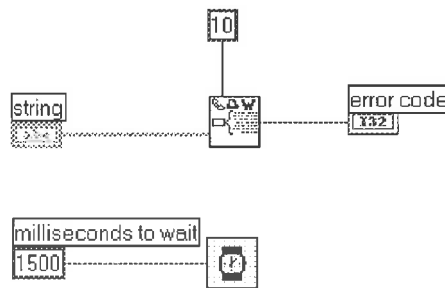 10
string
error code
I32
milliseconds to wait
1500